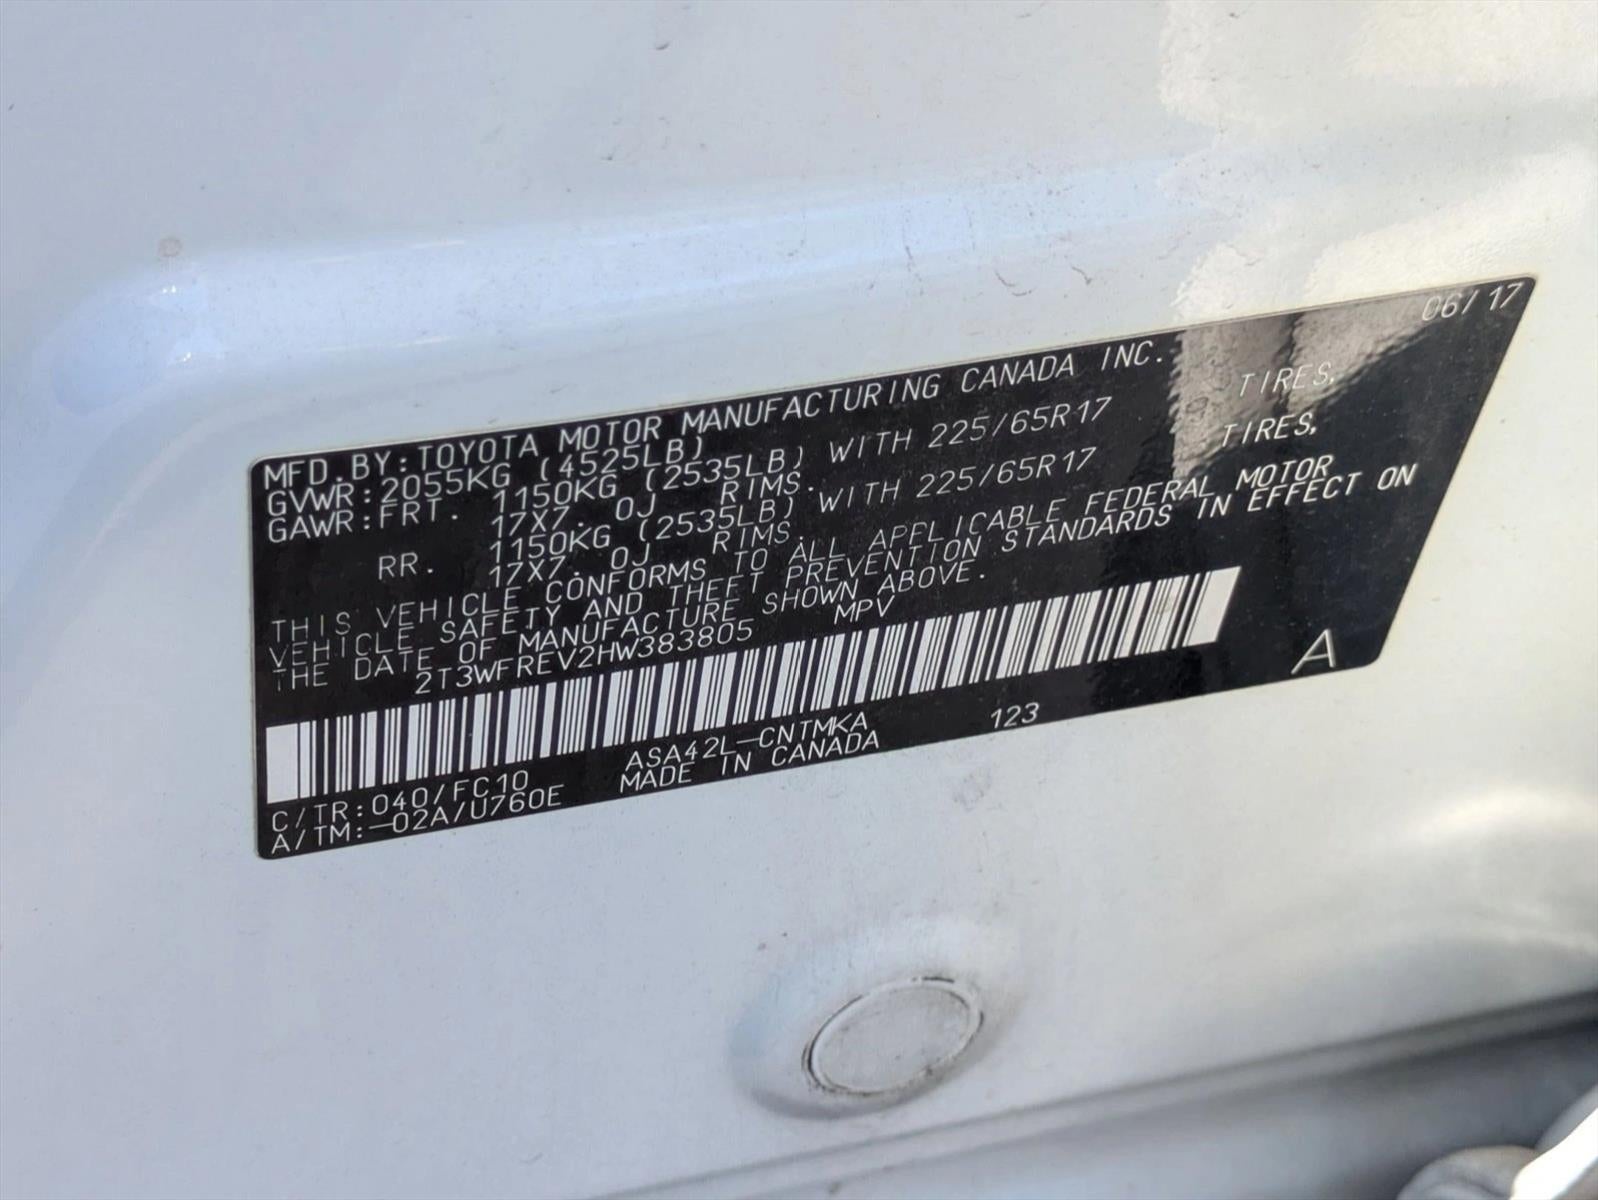 06/17
MFD.BY:TOYOTA MOTOR MANUFACTURING CANADA INC.
GVWR:2055KG (4525LB)
GAWR:FRT. 1150KG (2535LB) WITH 225/65R17 TIRES,
17X7.0J RIMS.
RR. 1150KG (2535LB) WITH 225/65R17 TIRES,
17X7.0J RIMS.
THIS VEHICLE CONFORMS TO ALL APPLICABLE FEDERAL MOTOR
VEHICLE SAFETY AND THEFT PREVENTION STANDARDS IN EFFECT ON
THE DATE OF MANUFACTURE SHOWN ABOVE.
2T3WFREV2HW383805 MPV
A
C/TR:040/FC10 ASA42L-CNTMKA 123
A/TM:-02A/U760E MADE IN CANADA